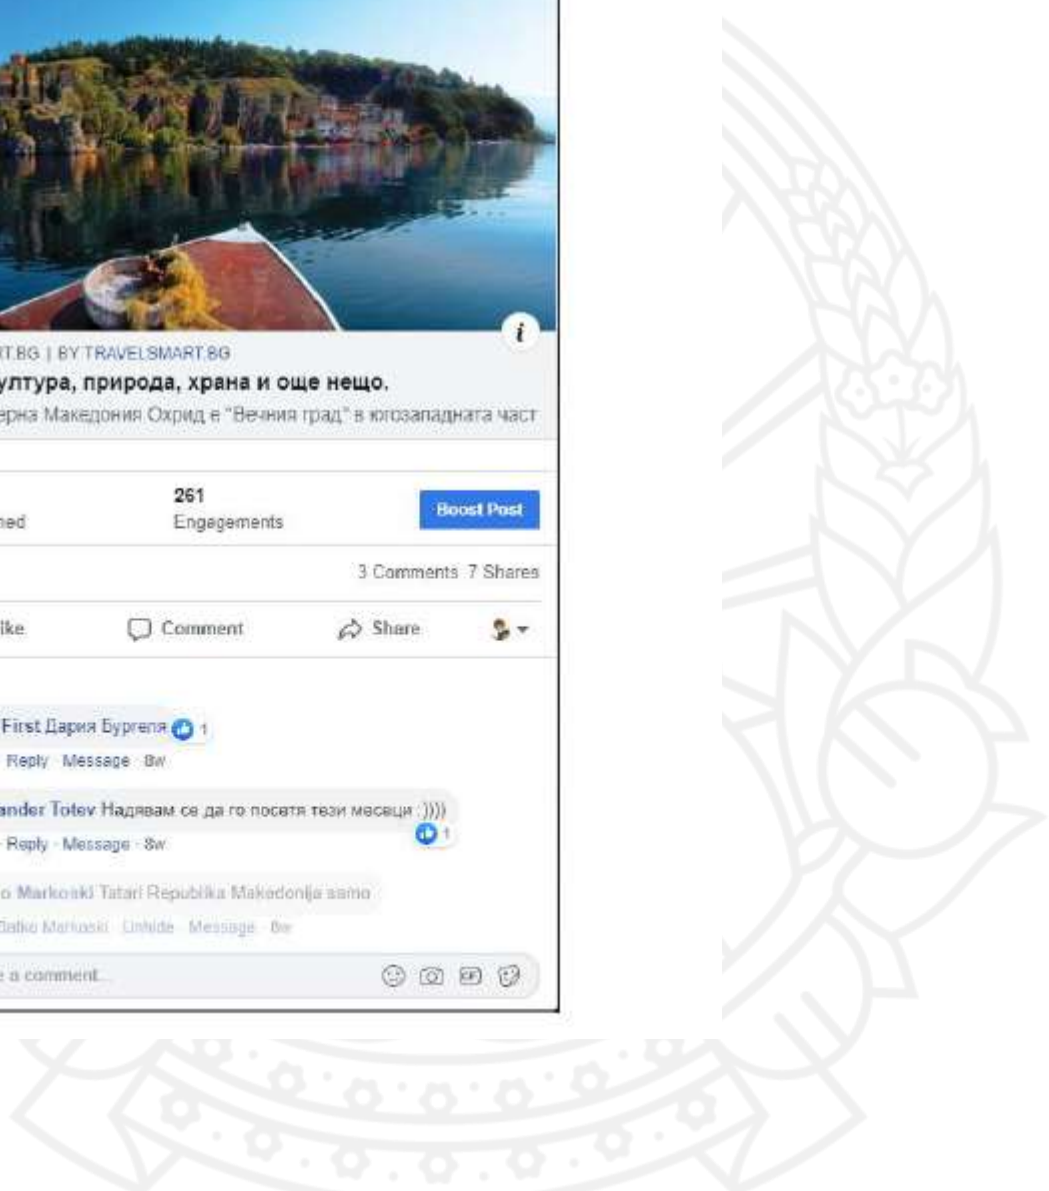 RT.BG | BY TRAVELSMART.BG
ултура, природа, храна и още нещо.
ерна Македония Охрид е "Вечния град" в югозападната част
261
hed
Engagements
Boost Post
3 Comments 7 Shares
ike
Comment
Share
First Дария Бургеля 1
Reply · Message · 8w
ander Totev Надявам се да го посетя тези месеци :))))
1
Reply · Message · 8w
o Markoski Tatari Republika Makedonija samo
Markoski · Unhide · Message · 8w
e a comment...
GIF